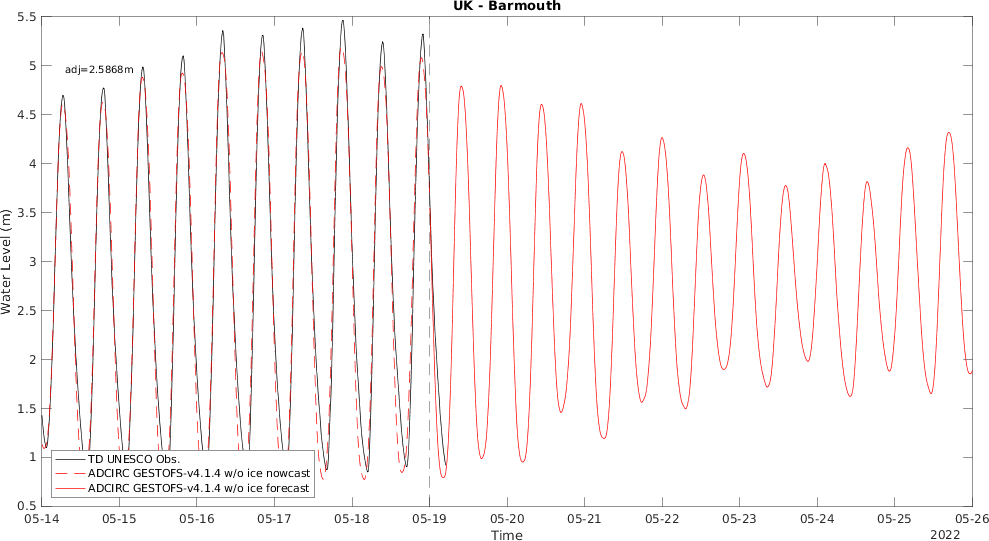 UK - Barmouth
5.5
5
4.5
4
3.5
3
2.5
2
1.5
1
0.5
Water Level (m)
adj=2.5868m
TD UNESCO Obs.
ADCIRC GESTOFS-v4.1.4 w/o ice nowcast
ADCIRC GESTOFS-v4.1.4 w/o ice forecast
05-14 05-15 05-16 05-17 05-18 05-19 05-20 05-21 05-22 05-23 05-24 05-25 05-26
Time
2022